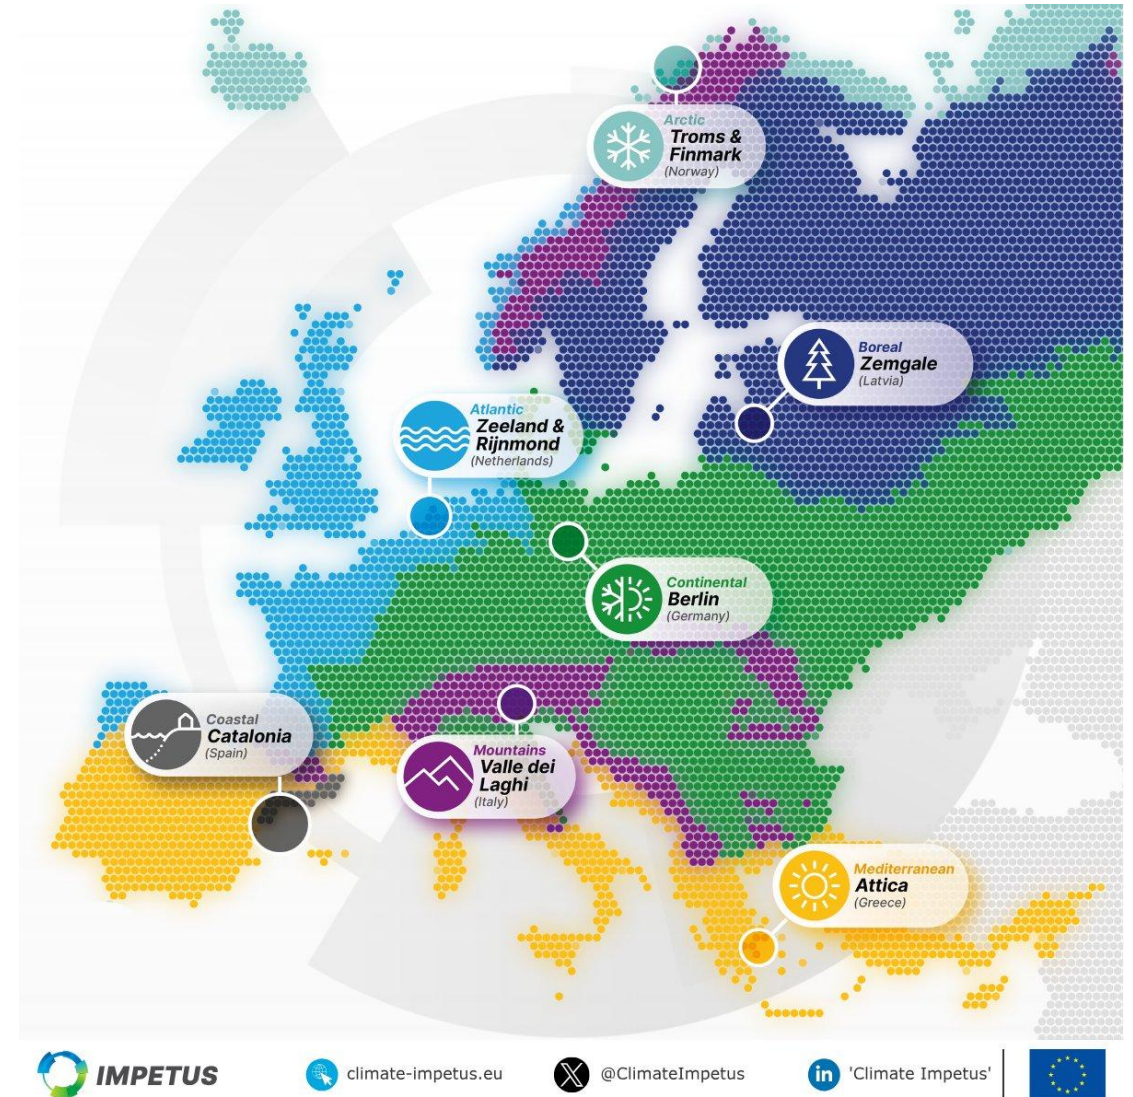 Arctic
Troms &
Finmark
(Norway)
Boreal
Zemgale
(Latvia)
Atlantic
Zeeland &
Rijnmond
(Netherlands)
Continental
Berlin
(Germany)
Coastal
Catalonia
(Spain)
Mountains
Valle dei
Laghi
(Italy)
Mediterranean
Attica
(Greece)
IMPETUS
climate-impetus.eu
@ClimateImpetus
in 'Climate Impetus'